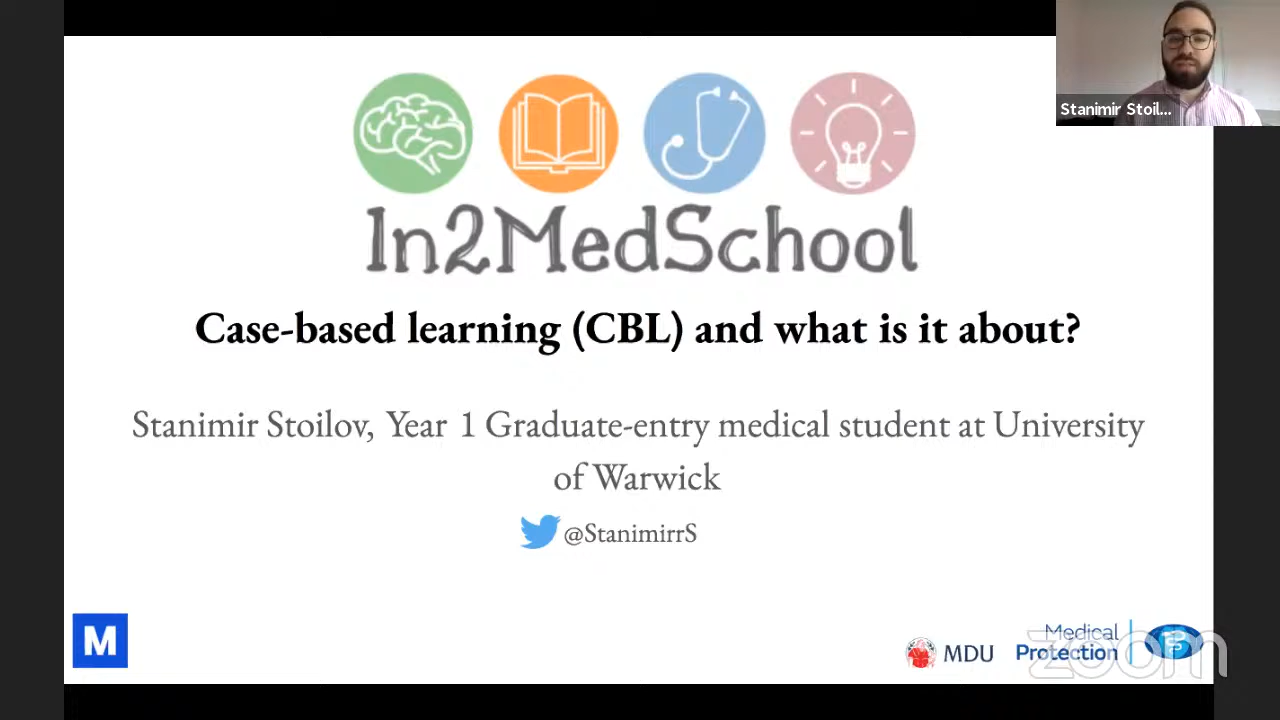 Stanimir Stoil...
In2MedSchool
Case-based learning (CBL) and what is it about?
Stanimir Stoilov, Year 1 Graduate-entry medical student at University
of Warwick
@StanimirrS
M
MDU
Medical
Protection
zoom